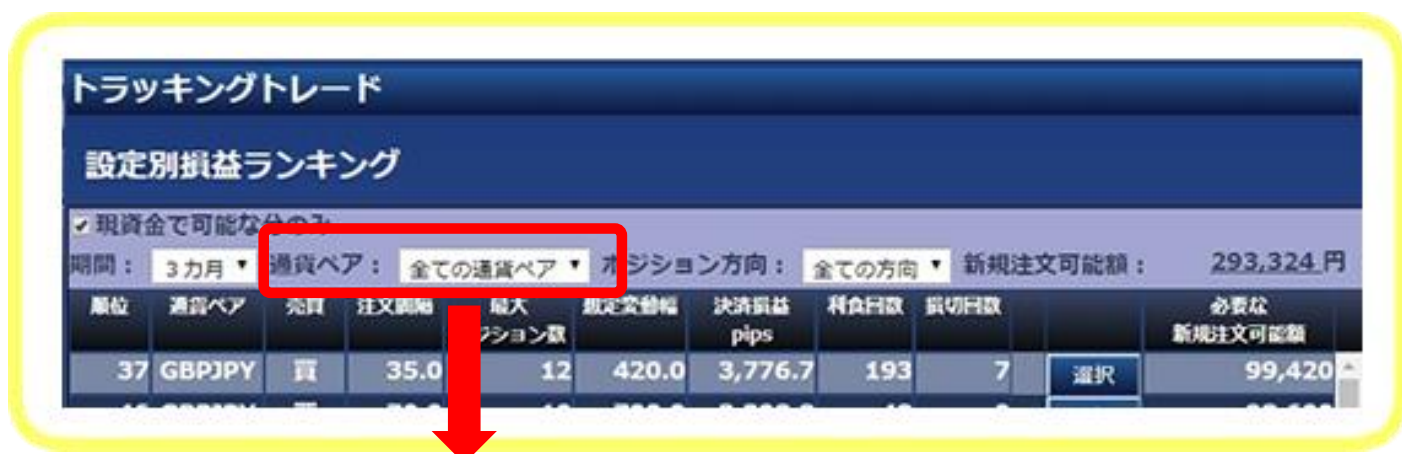 トラッキングトレード
設定別損益ランキング
現資金で可能な分のみ
期間： 3カ月 通貨ペア： 全ての通貨ペア ポジション方向： 全ての方向 新規注文可能額： 293,324 円
順位 通貨ペア 売買 注文間隔 最大 想定変動幅 決済損益 利食回数 損切回数 必要な
ジション数 pips 新規注文可能額
37 GBPJPY 買 35.0 12 420.0 3,776.7 193 7 選択 99,420